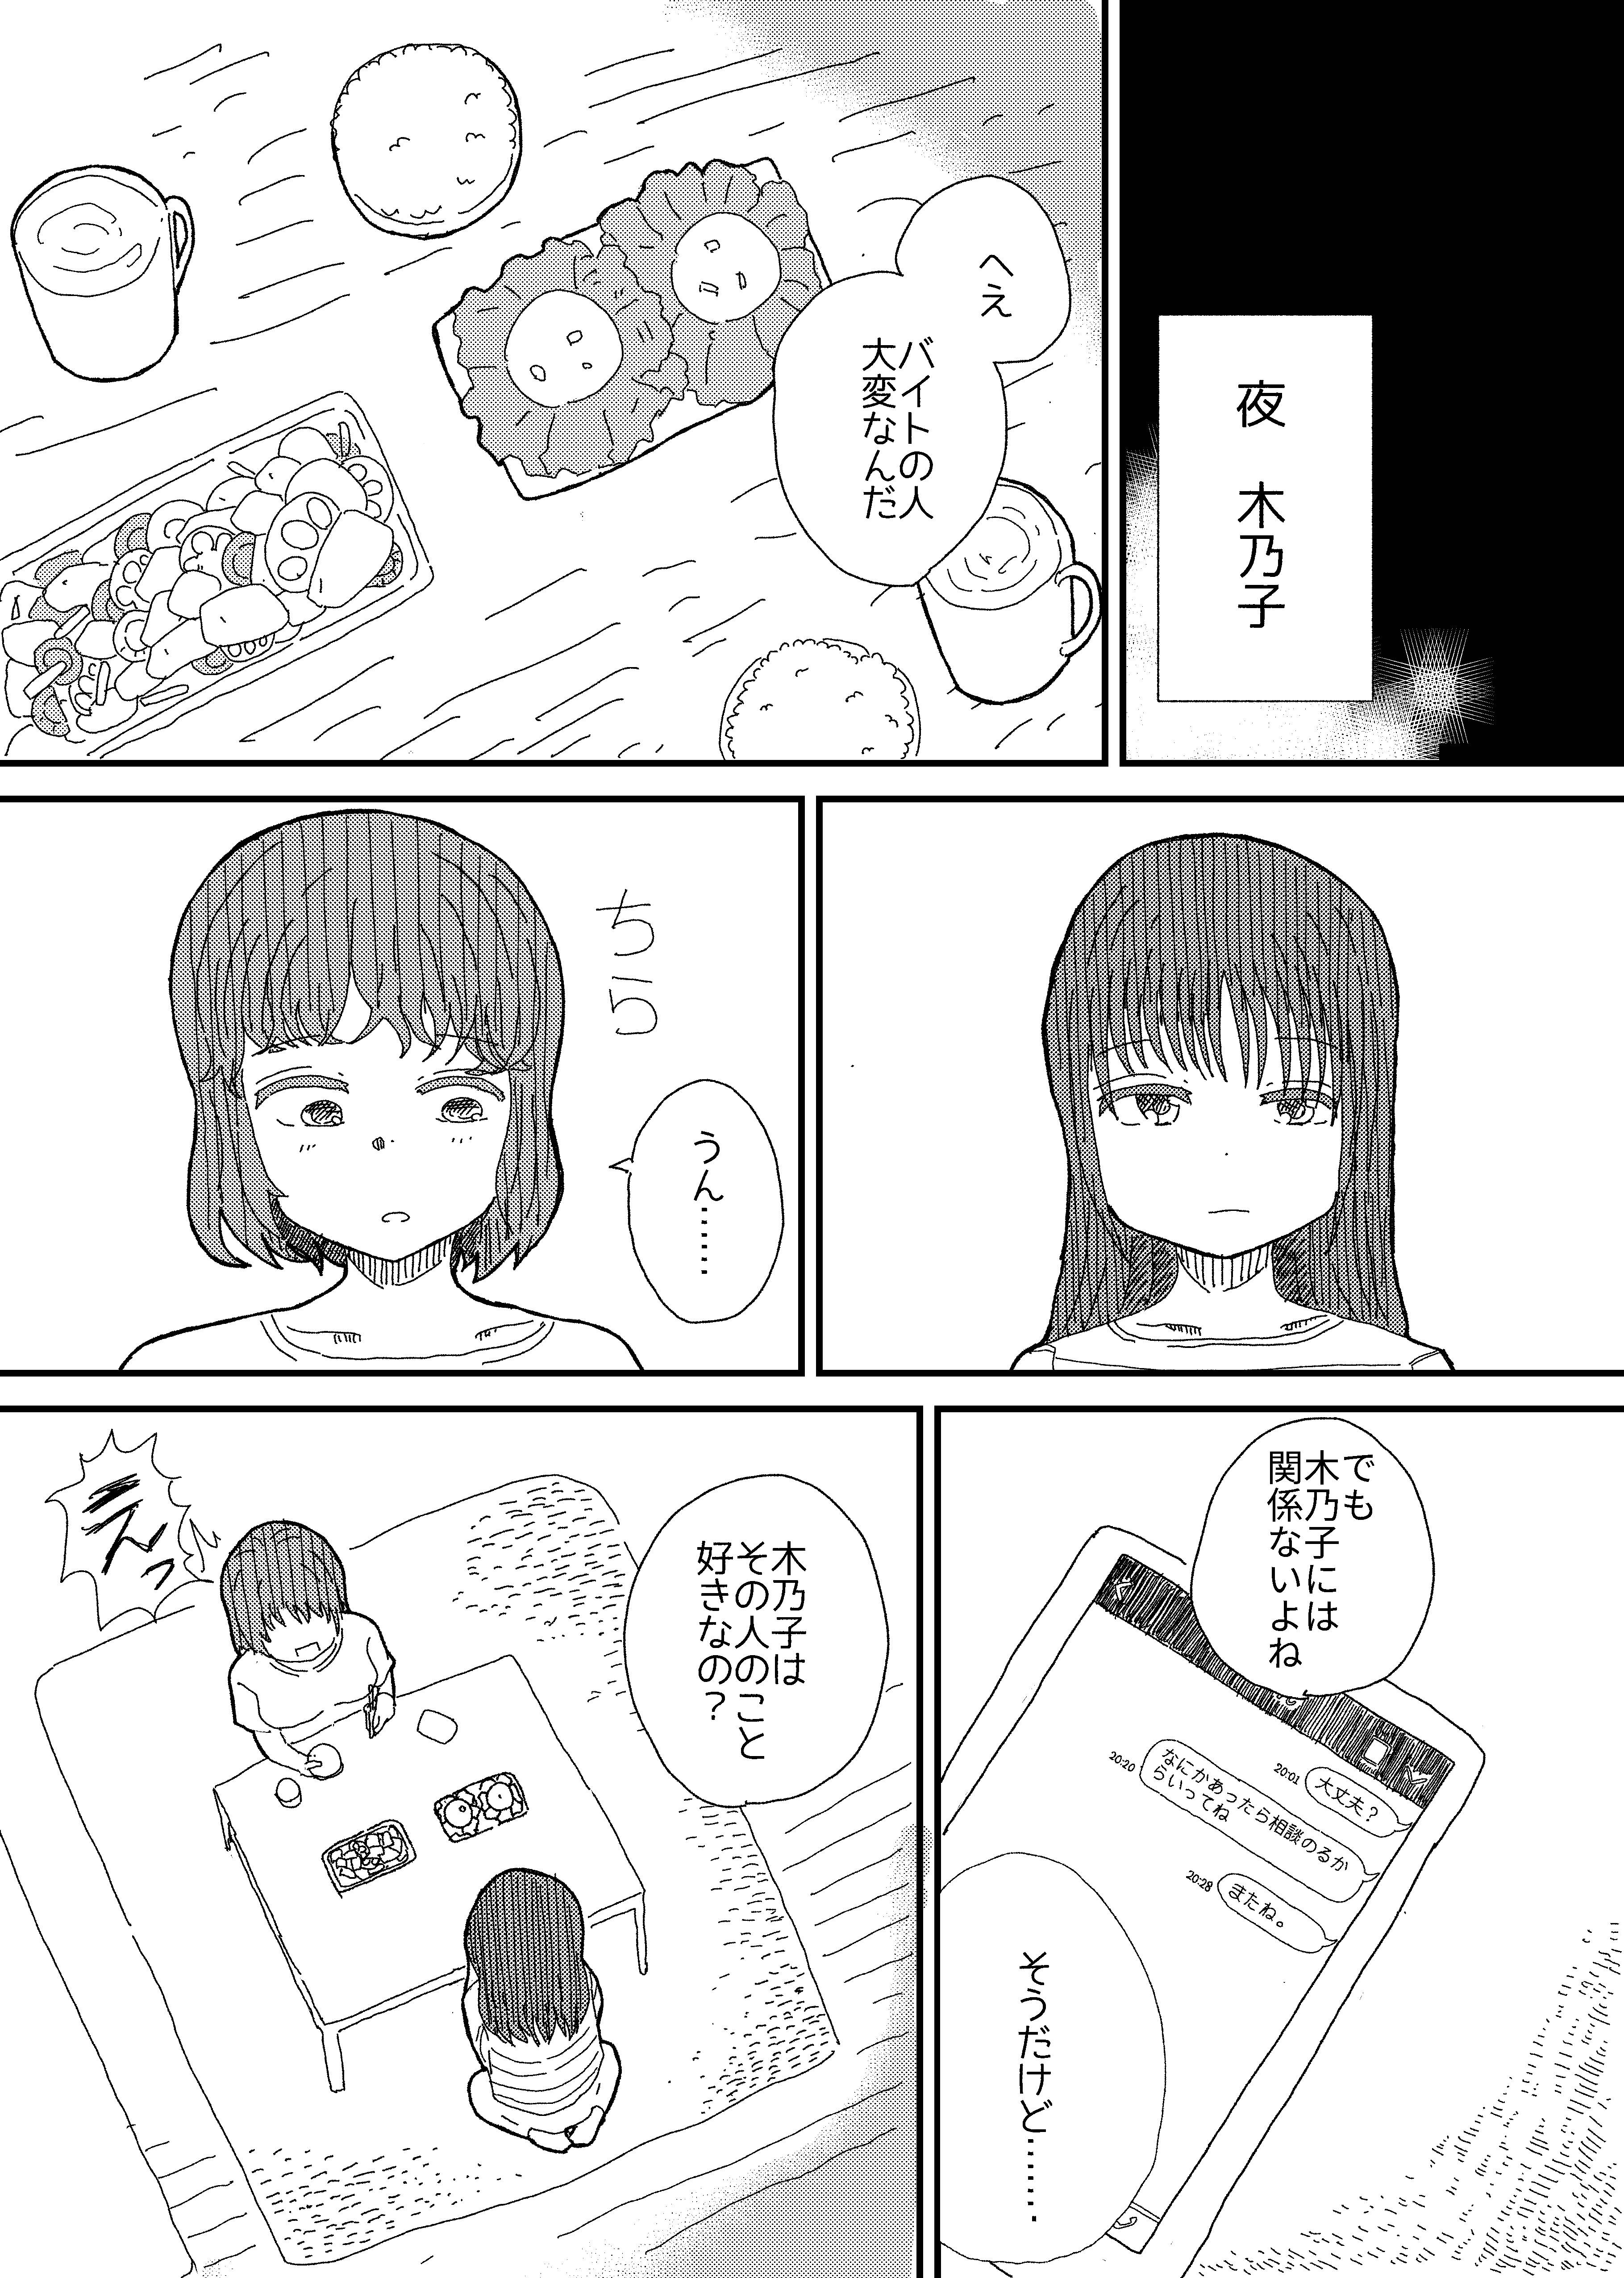 夜　木乃子
へえ
バイトの人
大変なんだ
ちら
うん……
でも
木乃子には
関係ないよね
大丈夫？
20:01
なにかあったら相談のるか
らいってね
20:20
またね。
20:28
そうだけど……
木乃子は
その人のこと
好きなの？
えっ